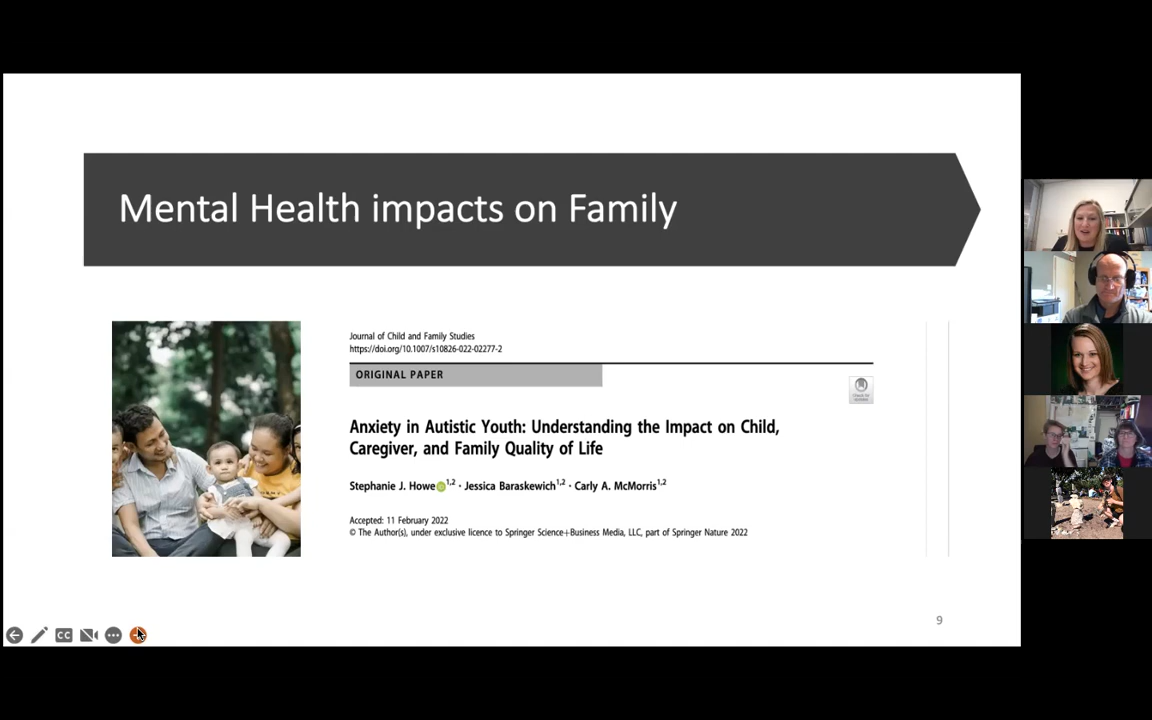 Mental Health impacts on Family
Journal of Child and Family Studies
https://doi.org/10.1007/s10826-022-02277-2
ORIGINAL PAPER
Anxiety in Autistic Youth: Understanding the Impact on Child,
Caregiver, and Family Quality of Life
Stephanie J. Howe 1,2 · Jessica Baraskewich1,2 · Carly A. McMorris1,2
Accepted: 11 February 2022
© The Author(s), under exclusive licence to Springer Science+Business Media, LLC, part of Springer Nature 2022
9
CC